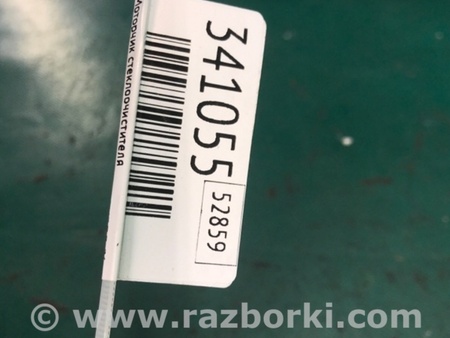 341055
52859
Моторчик стеклоочистителя
© www.razborki.com